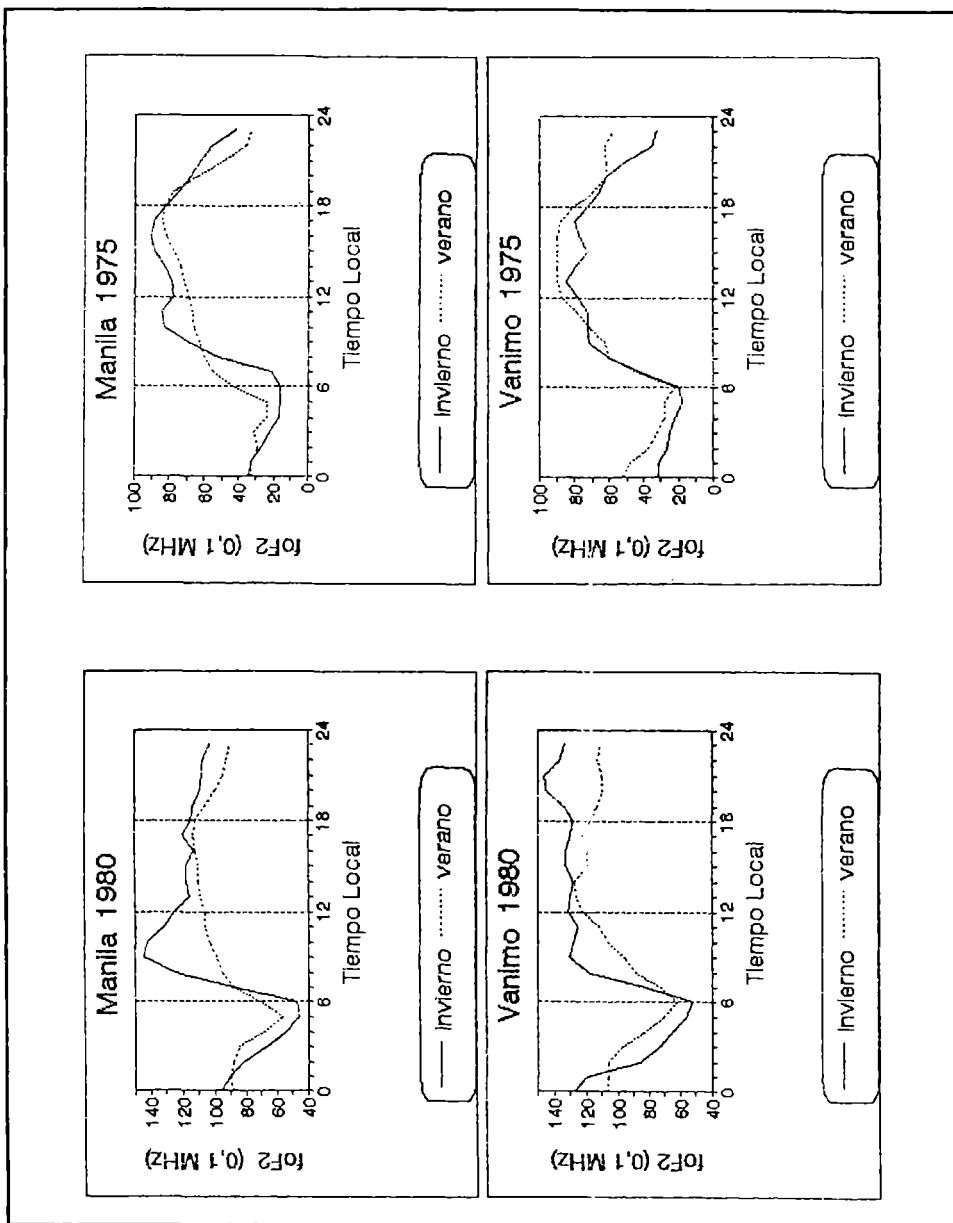 Manila 1980
foF2 (0,1 MHz)
140
120
100
80
60
40
0 6 12 18 24
Tiempo Local
Invierno verano
Manila 1975
foF2 (0,1 MHz)
100
80
60
40
20
0
0 6 12 18 24
Tiempo Local
Invierno verano
Vanimo 1980
foF2 (0,1 MHz)
140
120
100
80
60
40
0 6 12 18 24
Tiempo Local
Invierno verano
Vanimo 1975
foF2 (0,1 MHz)
100
80
60
40
20
0
0 6 12 18 24
Tiempo Local
Invierno verano